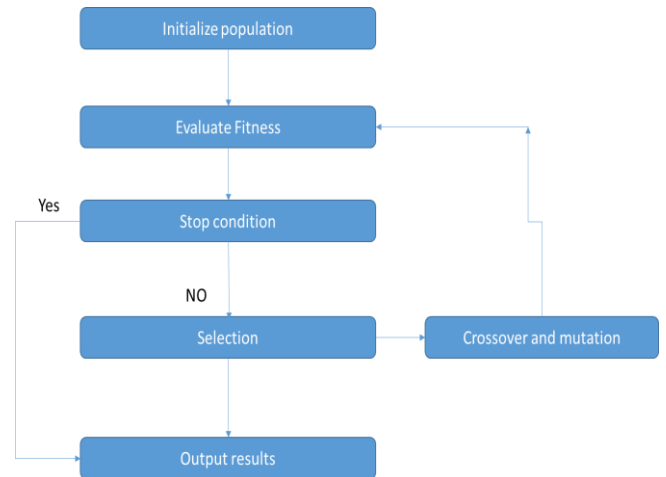 Initialize population
Evaluate Fitness
Yes
Stop condition
NO
Selection
Crossover and mutation
Output results